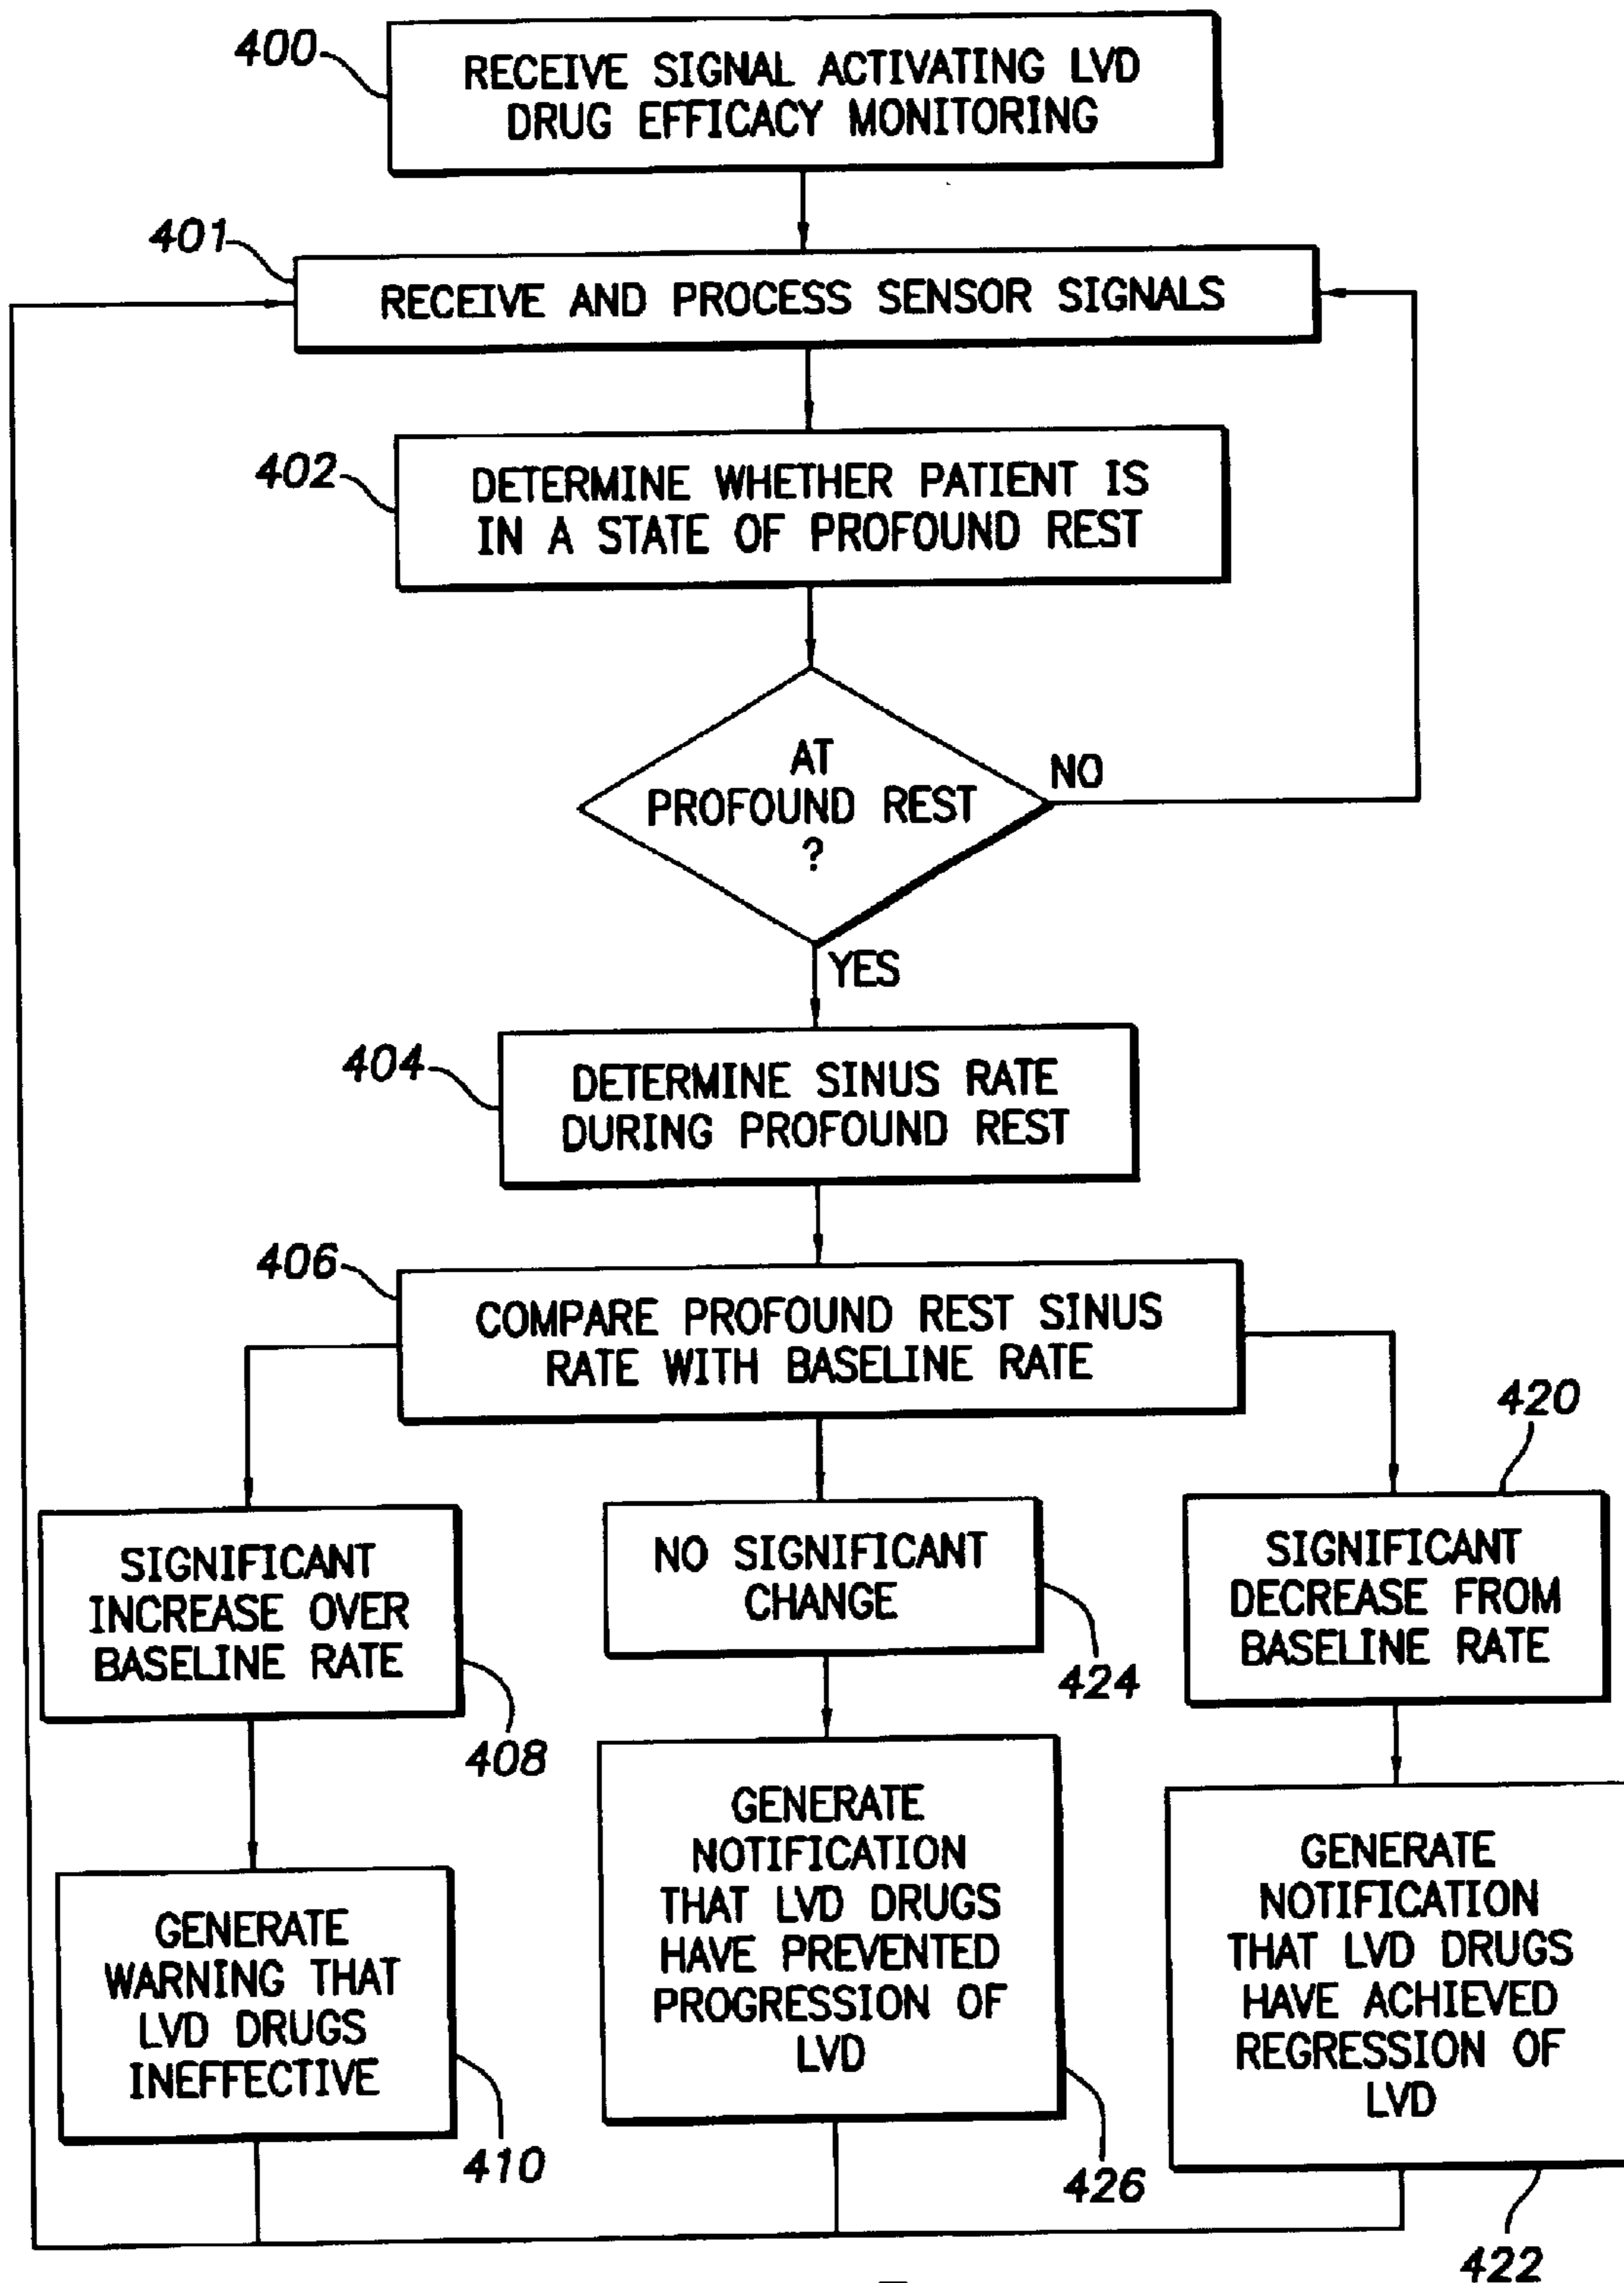 400
RECEIVE SIGNAL ACTIVATING LVD
DRUG EFFICACY MONITORING
401
RECEIVE AND PROCESS SENSOR SIGNALS
402
DETERMINE WHETHER PATIENT IS
IN A STATE OF PROFOUND REST
AT
PROFOUND REST
?
NO
YES
404
DETERMINE SINUS RATE
DURING PROFOUND REST
406
COMPARE PROFOUND REST SINUS
RATE WITH BASELINE RATE
SIGNIFICANT
INCREASE OVER
BASELINE RATE
408
NO SIGNIFICANT
CHANGE
424
420
SIGNIFICANT
DECREASE FROM
BASELINE RATE
GENERATE
WARNING THAT
LVD DRUGS
INEFFECTIVE
410
GENERATE
NOTIFICATION
THAT LVD DRUGS
HAVE PREVENTED
PROGRESSION OF
LVD
426
GENERATE
NOTIFICATION
THAT LVD DRUGS
HAVE ACHIEVED
REGRESSION OF
LVD
422